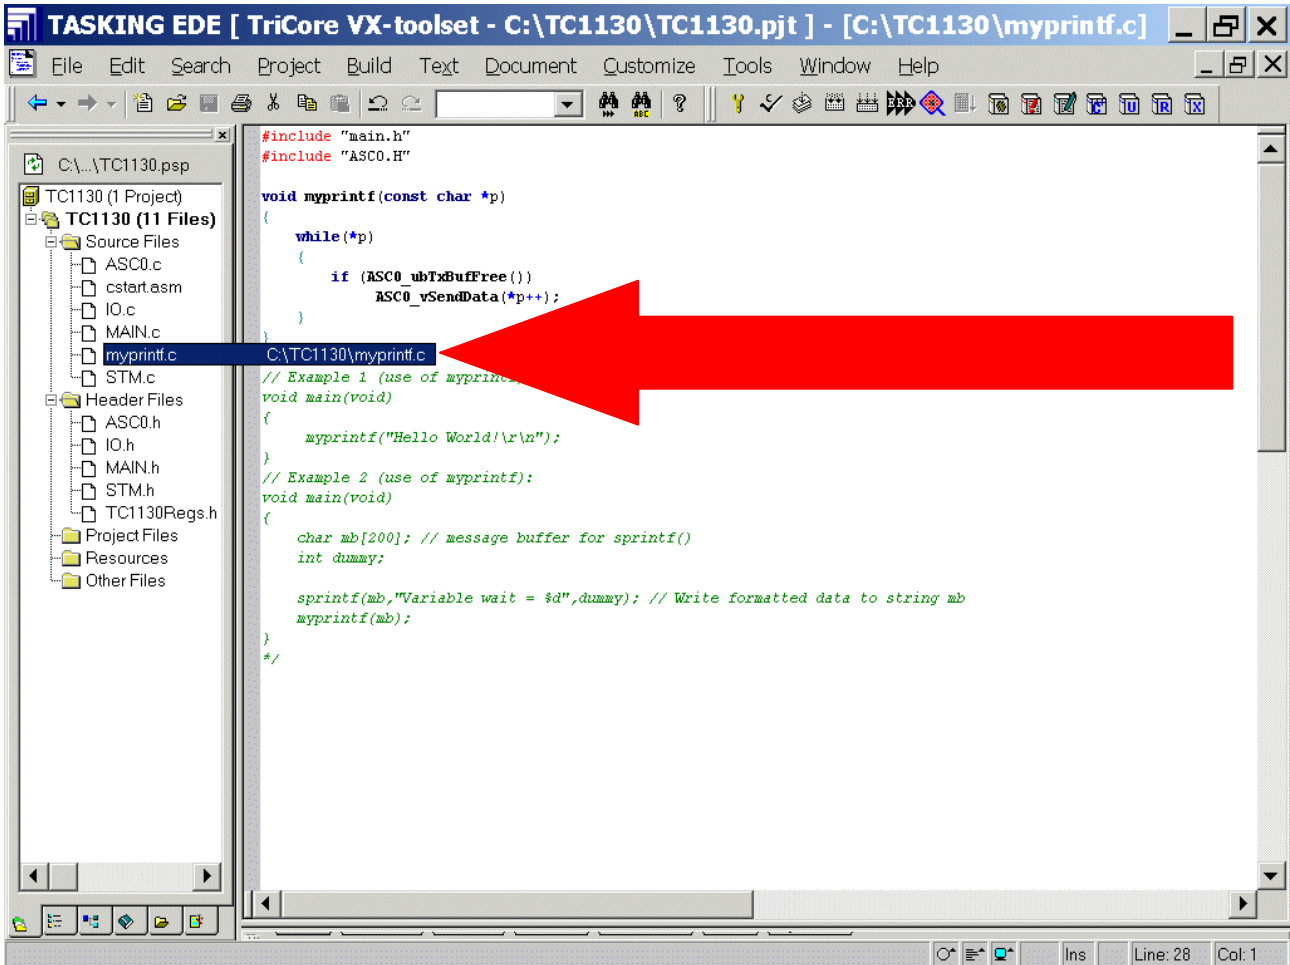 TASKING EDE [ TriCore VX-toolset - C:\TC1130\TC1130.pjt ] - [C:\TC1130\myprintf.c]
File Edit Search Project Build Text Document Customize Tools Window Help
C:\...\TC1130.psp
TC1130 (1 Project)
TC1130 (11 Files)
Source Files
ASC0.c
cstart.asm
IO.c
MAIN.c
myprintf.c C:\TC1130\myprintf.c
STM.c
Header Files
ASC0.h
IO.h
MAIN.h
STM.h
TC1130Regs.h
Project Files
Resources
Other Files
#include "main.h"
#include "ASC0.H"
void myprintf(const char *p)
{
while(*p)
{
if (ASC0_ubTxBufFree())
ASC0_vSendData(*p++);
}
}
// Example 1 (use of myprintf)
void main(void)
{
myprintf("Hello World!\r\n");
}
// Example 2 (use of myprintf):
void main(void)
{
char mb[200]; // message buffer for sprintf()
int dummy;
sprintf(mb,"Variable wait = %d",dummy); // Write formatted data to string mb
myprintf(mb);
}
*/
Ins Line: 28 Col: 1